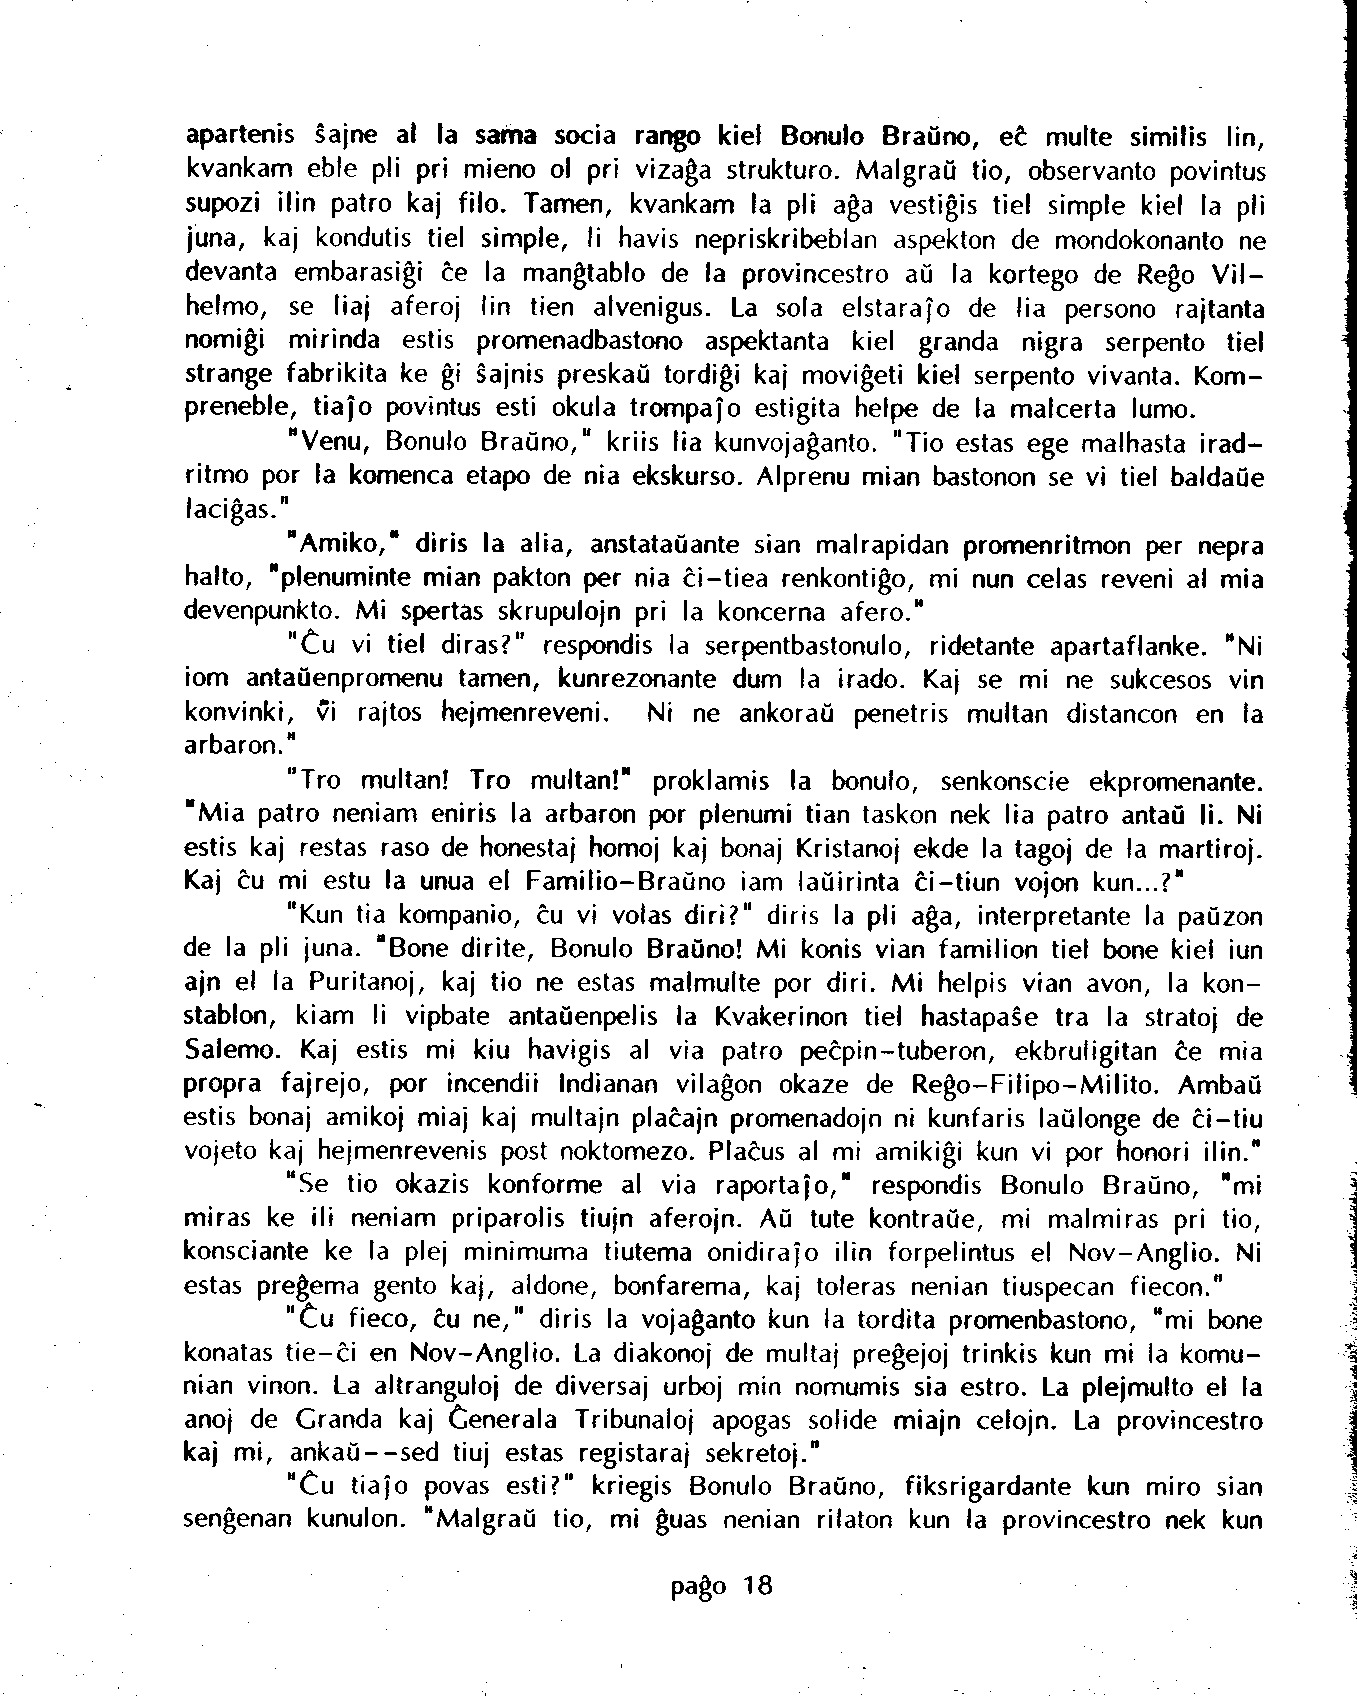 apartenis ŝajne al la sama socia rango kiel Bonulo Braŭno, eĉ multe similis lin,
kvankam eble pli pri mieno ol pri vizaĝa strukturo. Malgraŭ tio, observanto povintus
supozi ilin patro kaj filo. Tamen, kvankam la pli aĝa vestiĝis tiel simple kiel la pli
juna, kaj kondutis tiel simple, li havis nepriskribeblan aspekton de mondokonanto ne
devanta embarasiĝi ĉe la manĝtablo de la provincestro aŭ la kortego de Reĝo Vil-
helmo, se liaj aferoj lin tien alvenigus. La sola elstaraĵo de lia persono rajtanta
nomiĝi mirinda estis promenadbastono aspektanta kiel granda nigra serpento tiel
strange fabrikita ke ĝi ŝajnis preskaŭ tordiĝi kaj moviĝeti kiel serpento vivanta. Kom-
preneble, tiaĵo povintus esti okula trompaĵo estigita helpe de la malcerta lumo.
"Venu, Bonulo Braŭno," kriis lia kunvojaĝanto. "Tio estas ege malhasta irad-
ritmo por la komenca etapo de nia ekskurso. Alprenu mian bastonon se vi tiel baldaŭe
laciĝas."
"Amiko," diris la alia, anstataŭante sian malrapidan promenritmon per nepra
halto, "plenuminte mian pakton per nia ĉi-tiea renkontiĝo, mi nun celas reveni al mia
devenpunkto. Mi spertas skrupulojn pri la koncerna afero."
"Ĉu vi tiel diras?" respondis la serpentbastonulo, ridetante apartaflanke. "Ni
iom antaŭenpromenu tamen, kunrezonante dum la irado. Kaj se mi ne sukcesos vin
konvinki, vi rajtos hejmenreveni. Ni ne ankoraŭ penetris multan distancon en la
arbaron."
"Tro multan! Tro multan!" proklamis la bonulo, senkonscie ekpromenante.
"Mia patro neniam eniris la arbaron por plenumi tian taskon nek lia patro antaŭ li. Ni
estis kaj restas raso de honestaj homoj kaj bonaj Kristanoj ekde la tagoj de la martiroj.
Kaj ĉu mi estu la unua el Familio-Braŭno iam laŭirinta ĉi-tiun vojon kun...?"
"Kun tia kompanio, ĉu vi volas diri?" diris la pli aĝa, interpretante la paŭzon
de la pli juna. "Bone dirite, Bonulo Braŭno! Mi konis vian familion tiel bone kiel iun
ajn el la Puritanoj, kaj tio ne estas malmulte por diri. Mi helpis vian avon, la kon-
stablon, kiam li vipbate antaŭenpelis la Kvakerinon tiel hastapaŝe tra la stratoj de
Salemo. Kaj estis mi kiu havigis al via patro peĉpin-tuberon, ekbruligitan ĉe mia
propra fajrejo, por incendii Indianan vilaĝon okaze de Reĝo-Filipo-Milito. Ambaŭ
estis bonaj amikoj miaj kaj multajn plaĉajn promenadojn ni kunfaris laŭlonge de ĉi-tiu
vojeto kaj hejmenrevenis post noktomezo. Plaĉus al mi amikiĝi kun vi por honori ilin."
"Se tio okazis konforme al via raportaĵo," respondis Bonulo Braŭno, "mi
miras ke ili neniam priparolis tiujn aferojn. Aŭ tute kontraŭe, mi malmiras pri tio,
konsciante ke la plej minimuma tiutema onidiraĵo ilin forpelintus el Nov-Anglio. Ni
estas preĝema gento kaj, aldone, bonfarema, kaj toleras nenian tiuspecan fiecon."
"Ĉu fieco, ĉu ne," diris la vojaĝanto kun la tordita promenbastono, "mi bone
konatas tie-ĉi en Nov-Anglio. La diakonoj de multaj preĝejoj trinkis kun mi la komu-
nian vinon. La altranguloj de diversaj urboj min nomumis sia estro. La plejmulto el la
anoj de Granda kaj Ĝenerala Tribunaloj apogas solide miajn celojn. La provincestro
kaj mi, ankaŭ--sed tiuj estas registaraj sekretoj."
"Ĉu tiaĵo povas esti?" kriegis Bonulo Braŭno, fiksrigardante kun miro sian
senĝenan kunulon. "Malgraŭ tio, mi ĝuas nenian rilaton kun la provincestro nek kun
paĝo 18